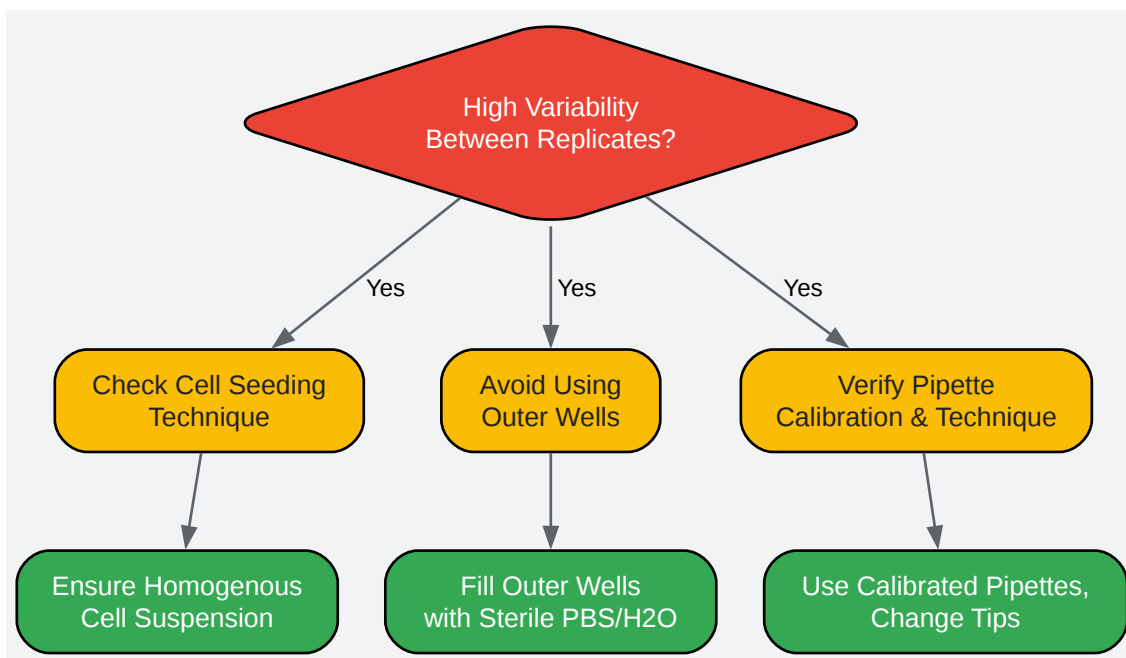 High Variability
Between Replicates?
Yes
Yes
Yes
Check Cell Seeding
Technique
Avoid Using
Outer Wells
Verify Pipette
Calibration & Technique
Ensure Homogenous
Cell Suspension
Fill Outer Wells
with Sterile PBS/H2O
Use Calibrated Pipettes,
Change Tips